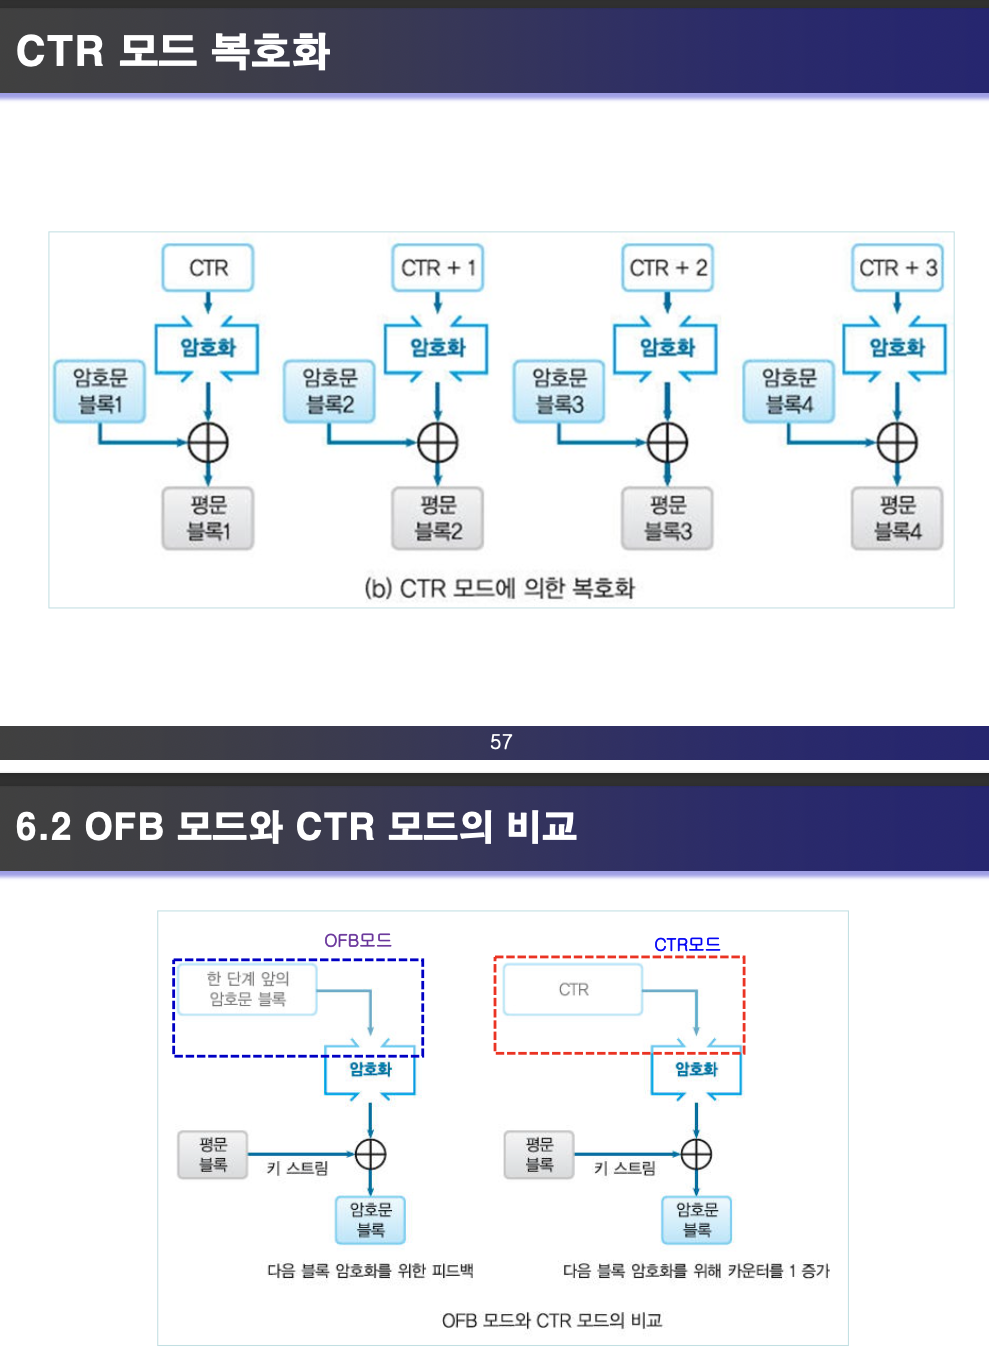 CTR 모드 복호화
CTR
CTR + 1
CTR + 2
CTR + 3
암호화
암호화
암호화
암호화
암호문
블록1
암호문
블록2
암호문
블록3
암호문
블록4
평문
블록1
평문
블록2
평문
블록3
평문
블록4
(b) CTR 모드에 의한 복호화
57
6.2 OFB 모드와 CTR 모드의 비교
OFB모드
한 단계 앞의
암호문 블록
암호화
평문
블록
키 스트림
암호문
블록
다음 블록 암호화를 위한 피드백
CTR모드
CTR
암호화
평문
블록
키 스트림
암호문
블록
다음 블록 암호화를 위해 카운터를 1 증가
OFB 모드와 CTR 모드의 비교